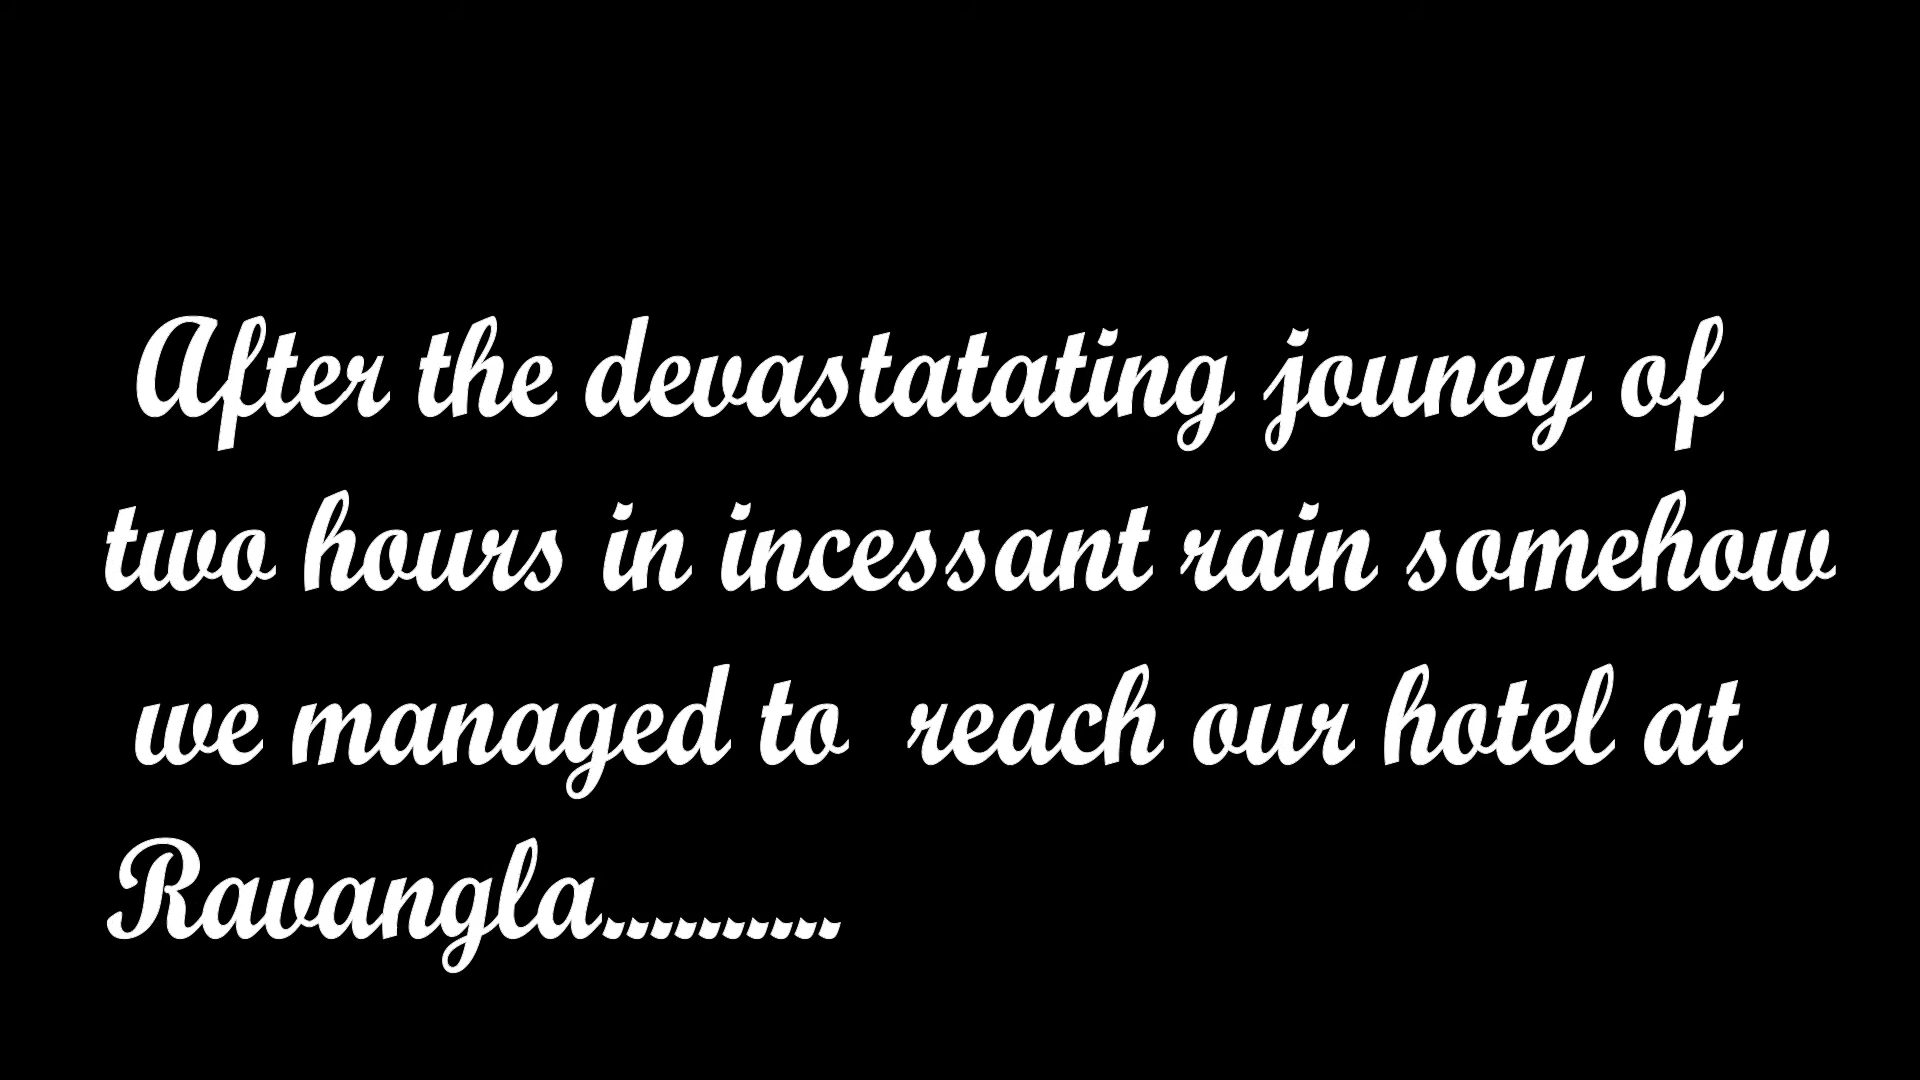 After the devastatating jouney of
two hours in incessant rain somehow
we managed to reach our hotel at
Ravangla..........